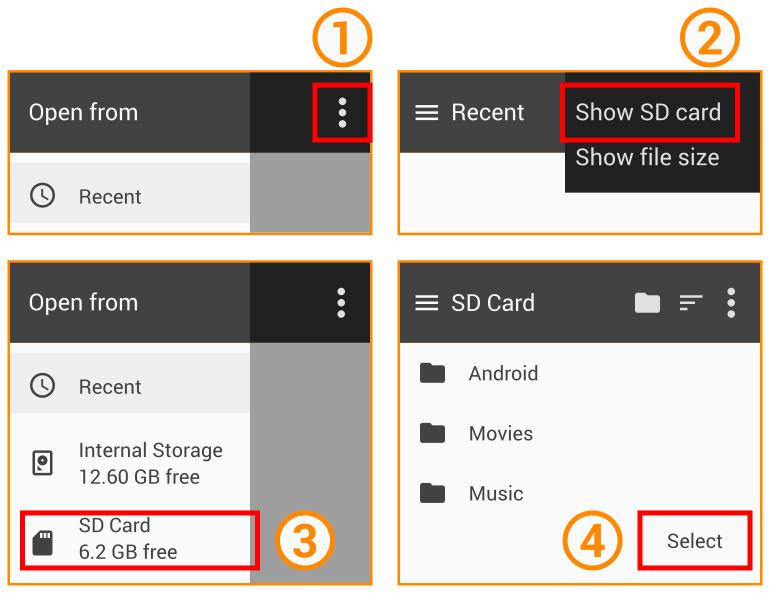 1
Open from
Recent
2
Recent
Show SD card
Show file size
Open from
Recent
Internal Storage
12.60 GB free
SD Card
6.2 GB free
3
SD Card
Android
Movies
Music
4
Select